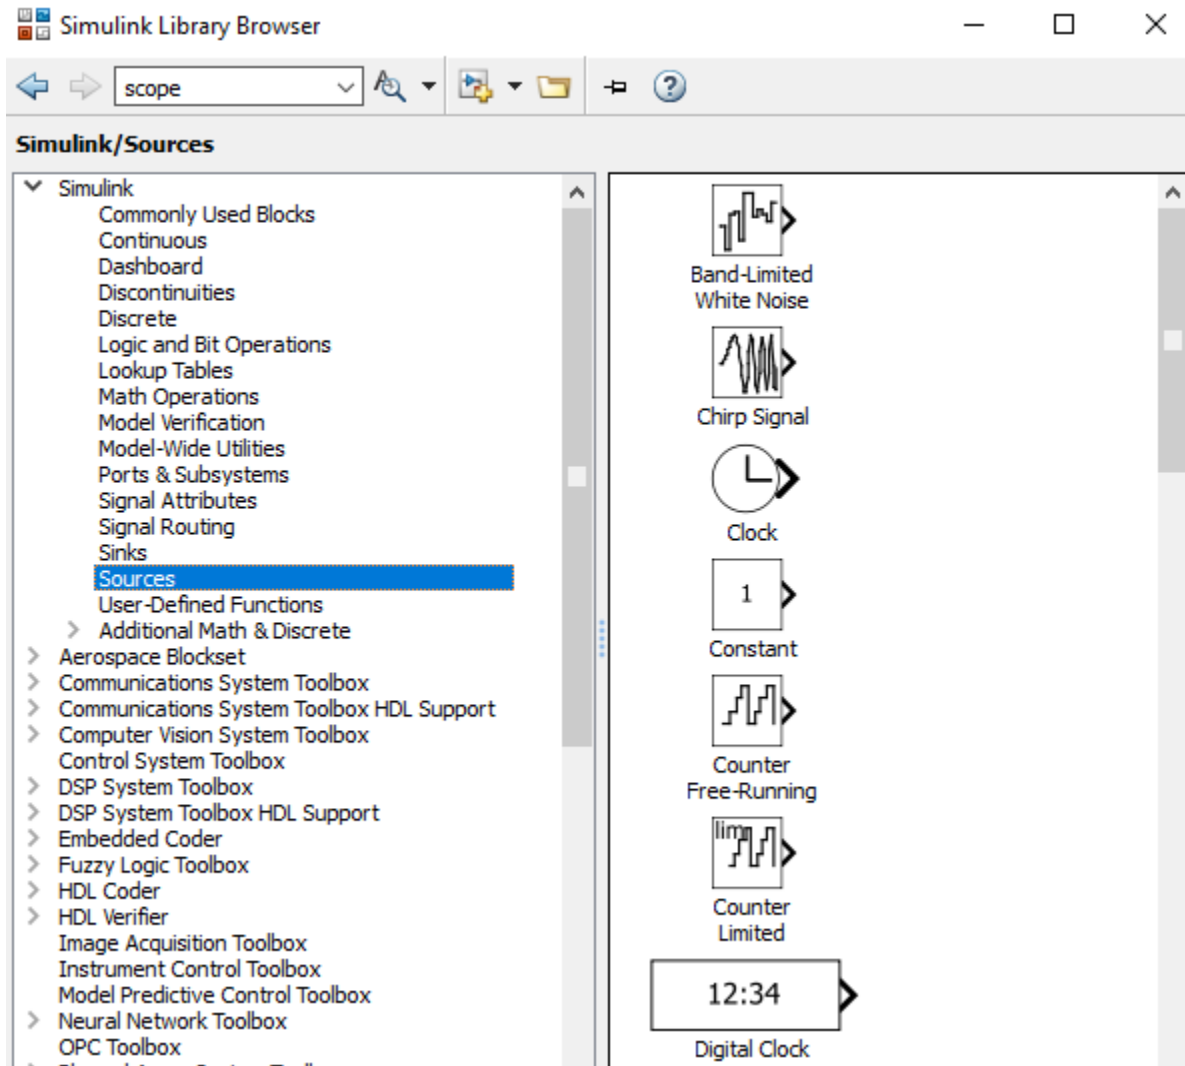 Simulink Library Browser
scope
Simulink/Sources
Simulink
Commonly Used Blocks
Continuous
Dashboard
Discontinuities
Discrete
Logic and Bit Operations
Lookup Tables
Math Operations
Model Verification
Model-Wide Utilities
Ports & Subsystems
Signal Attributes
Signal Routing
Sinks
Sources
User-Defined Functions
Additional Math & Discrete
Aerospace Blockset
Communications System Toolbox
Communications System Toolbox HDL Support
Computer Vision System Toolbox
Control System Toolbox
DSP System Toolbox
DSP System Toolbox HDL Support
Embedded Coder
Fuzzy Logic Toolbox
HDL Coder
HDL Verifier
Image Acquisition Toolbox
Instrument Control Toolbox
Model Predictive Control Toolbox
Neural Network Toolbox
OPC Toolbox
Band-Limited
White Noise
Chirp Signal
Clock
1
Constant
Counter
Free-Running
lim
Counter
Limited
12:34
Digital Clock